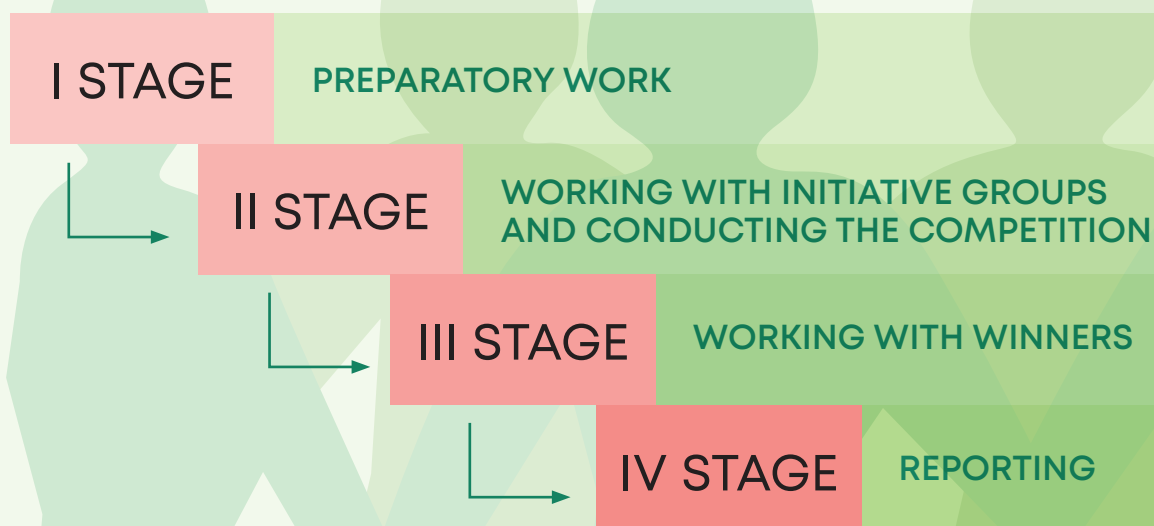 I STAGE
PREPARATORY WORK
II STAGE
WORKING WITH INITIATIVE GROUPS
AND CONDUCTING THE COMPETITION
III STAGE
WORKING WITH WINNERS
IV STAGE
REPORTING